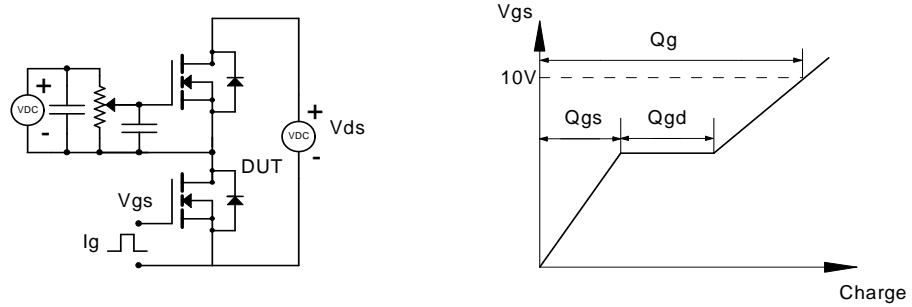 +
VDC
-
Vgs
Ig
DUT
+
VDC
-
Vds
Vgs
Qg
10V
Qgs
Qgd
Charge